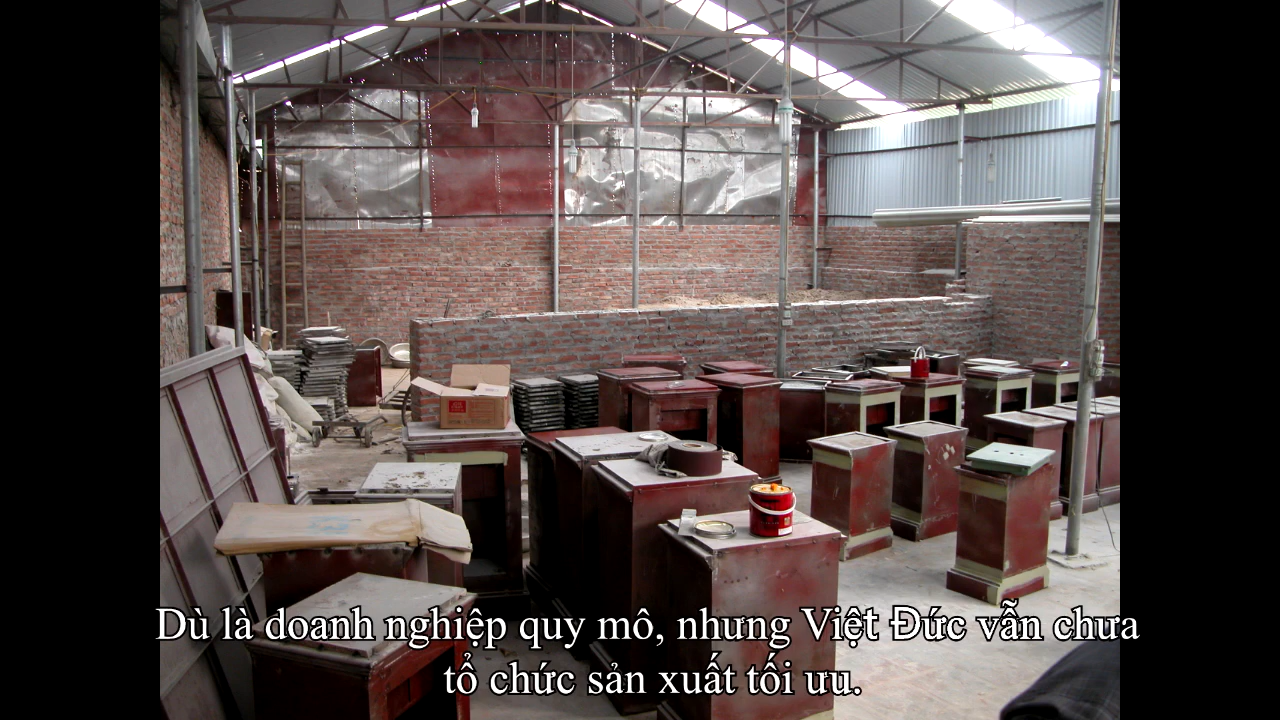 Dù là doanh nghiệp quy mô, nhưng Việt Đức vẫn chưa
tổ chức sản xuất tối ưu.